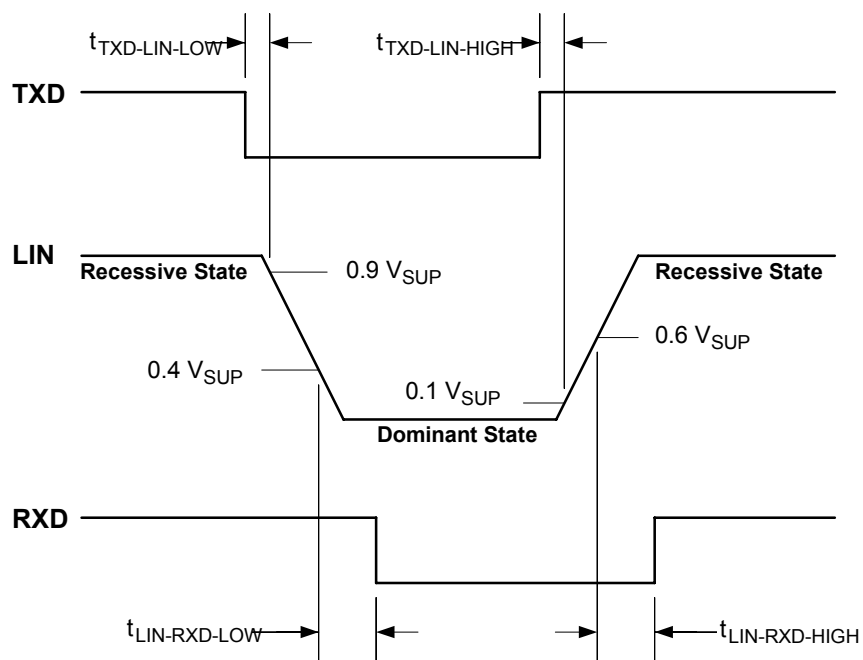 tTXD-LIN-LOW tTXD-LIN-HIGH
TXD
LIN
Recessive State Recessive State
0.9 VSUP
0.6 VSUP
0.4 VSUP
0.1 VSUP
Dominant State
RXD
tLIN-RXD-LOW tLIN-RXD-HIGH